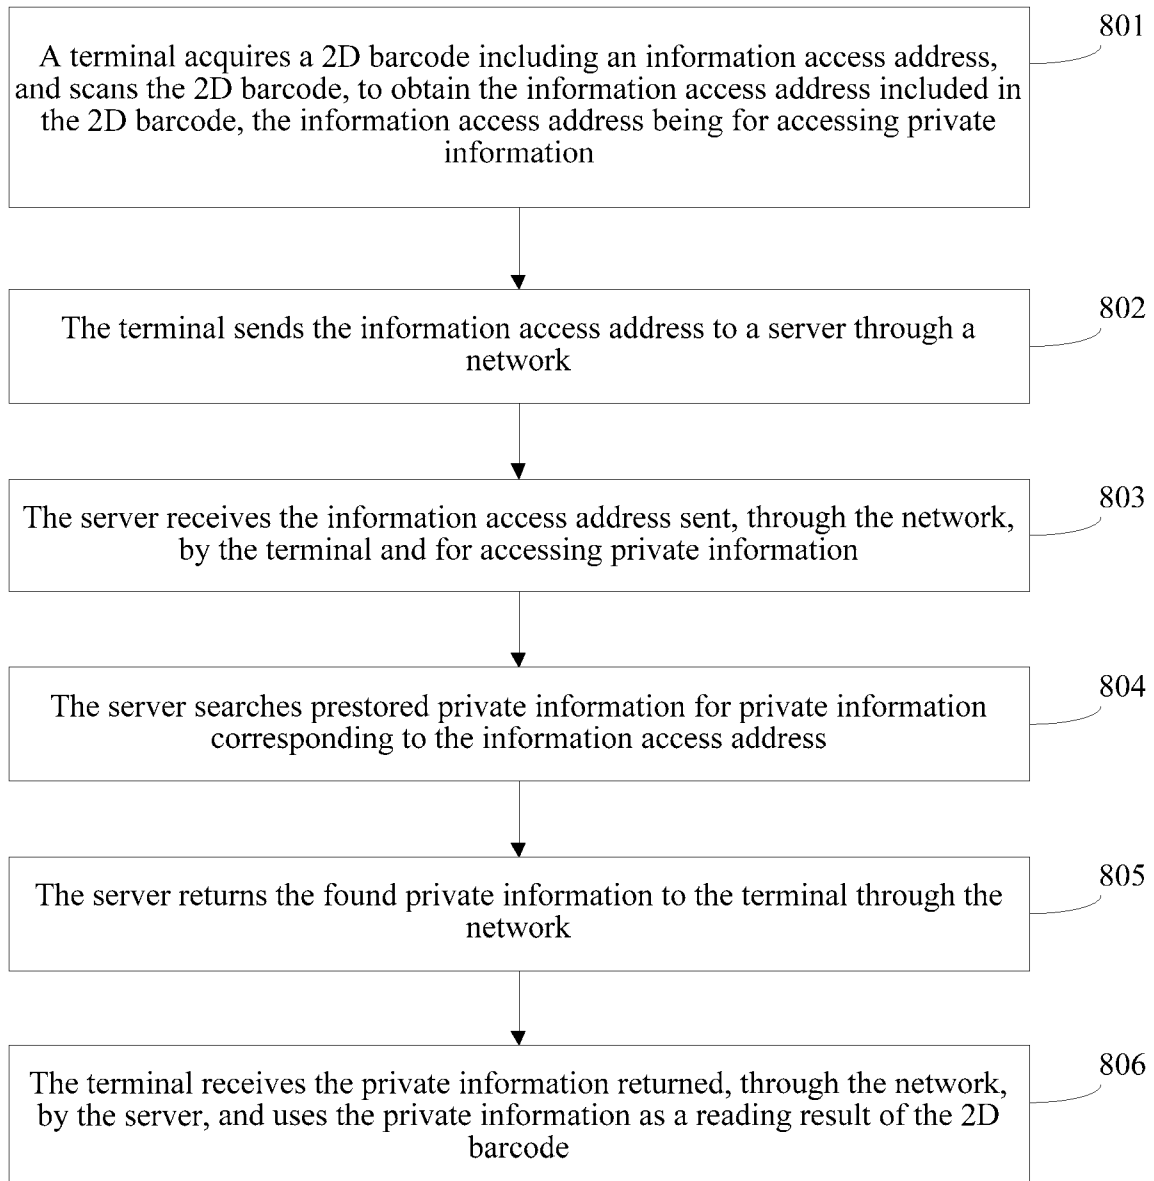 801
A terminal acquires a 2D barcode including an information access address,
and scans the 2D barcode, to obtain the information access address included in
the 2D barcode, the information access address being for accessing private
information
802
The terminal sends the information access address to a server through a
network
803
The server receives the information access address sent, through the network,
by the terminal and for accessing private information
804
The server searches prestored private information for private information
corresponding to the information access address
805
The server returns the found private information to the terminal through the
network
806
The terminal receives the private information returned, through the network,
by the server, and uses the private information as a reading result of the 2D
barcode